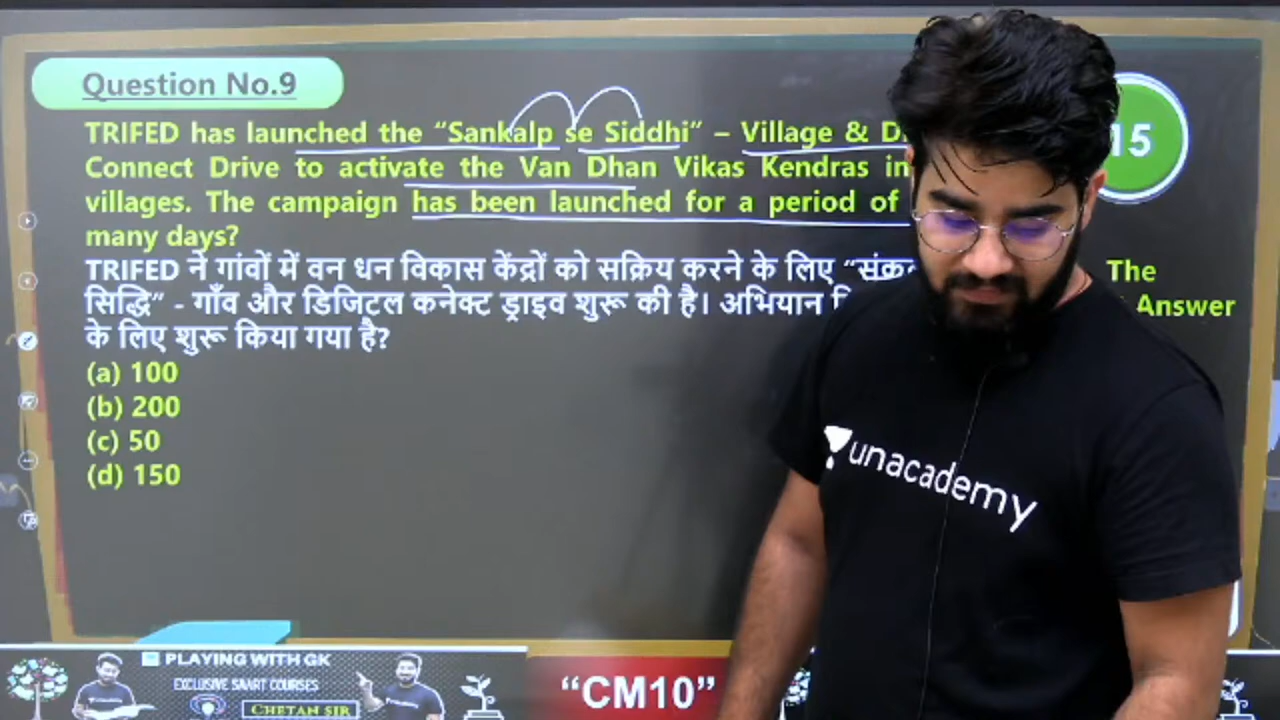 Question No.9
TRIFED has launched the “Sankalp se Siddhi” – Village &
Connect Drive to activate the Van Dhan Vikas Kendras in
villages. The campaign has been launched for a period of
many days?
TRIFED ने गांवों में वन धन विकास केंद्रों को सक्रिय करने के लिए
सिद्धि” - गाँव और डिजिटल कनेक्ट ड्राइव शुरू की है। अभियान
के लिए शुरू किया गया है?
(a) 100
(b) 200
(c) 50
(d) 150
15
The
Answer
unacademy
PLAYING WITH GK
EXCLUSIVE SAART COURSES
CHETAN SIR
“CM10”